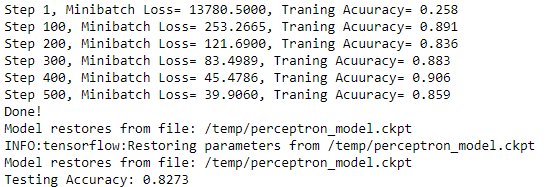 Step 1, Minibatch Loss= 13780.5000, Traning Acuuracy= 0.258
Step 100, Minibatch Loss= 253.2665, Traning Acuuracy= 0.891
Step 200, Minibatch Loss= 121.6900, Traning Acuuracy= 0.836
Step 300, Minibatch Loss= 83.4989, Traning Acuuracy= 0.883
Step 400, Minibatch Loss= 45.4786, Traning Acuuracy= 0.906
Step 500, Minibatch Loss= 39.9060, Traning Acuuracy= 0.859
Done!
Model restores from file: /temp/perceptron_model.ckpt
INFO:tensorflow:Restoring parameters from /temp/perceptron_model.ckpt
Model restores from file: /temp/perceptron_model.ckpt
Testing Accuracy: 0.8273